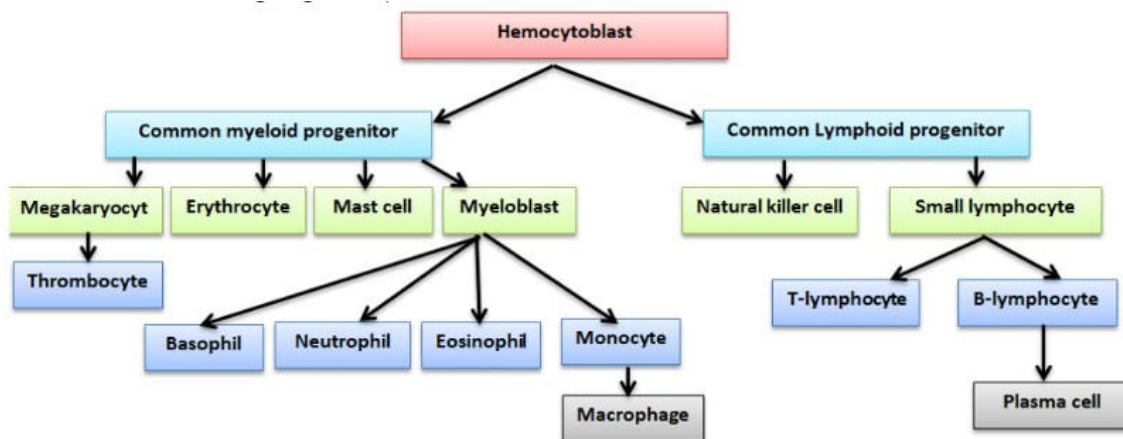 Hemocytoblast
Common myeloid progenitor
Common Lymphoid progenitor
Megakaryocyt
Erythrocyte
Mast cell
Myeloblast
Natural killer cell
Small lymphocyte
Thrombocyte
T-lymphocyte
B-lymphocyte
Basophil
Neutrophil
Eosinophil
Monocyte
Macrophage
Plasma cell